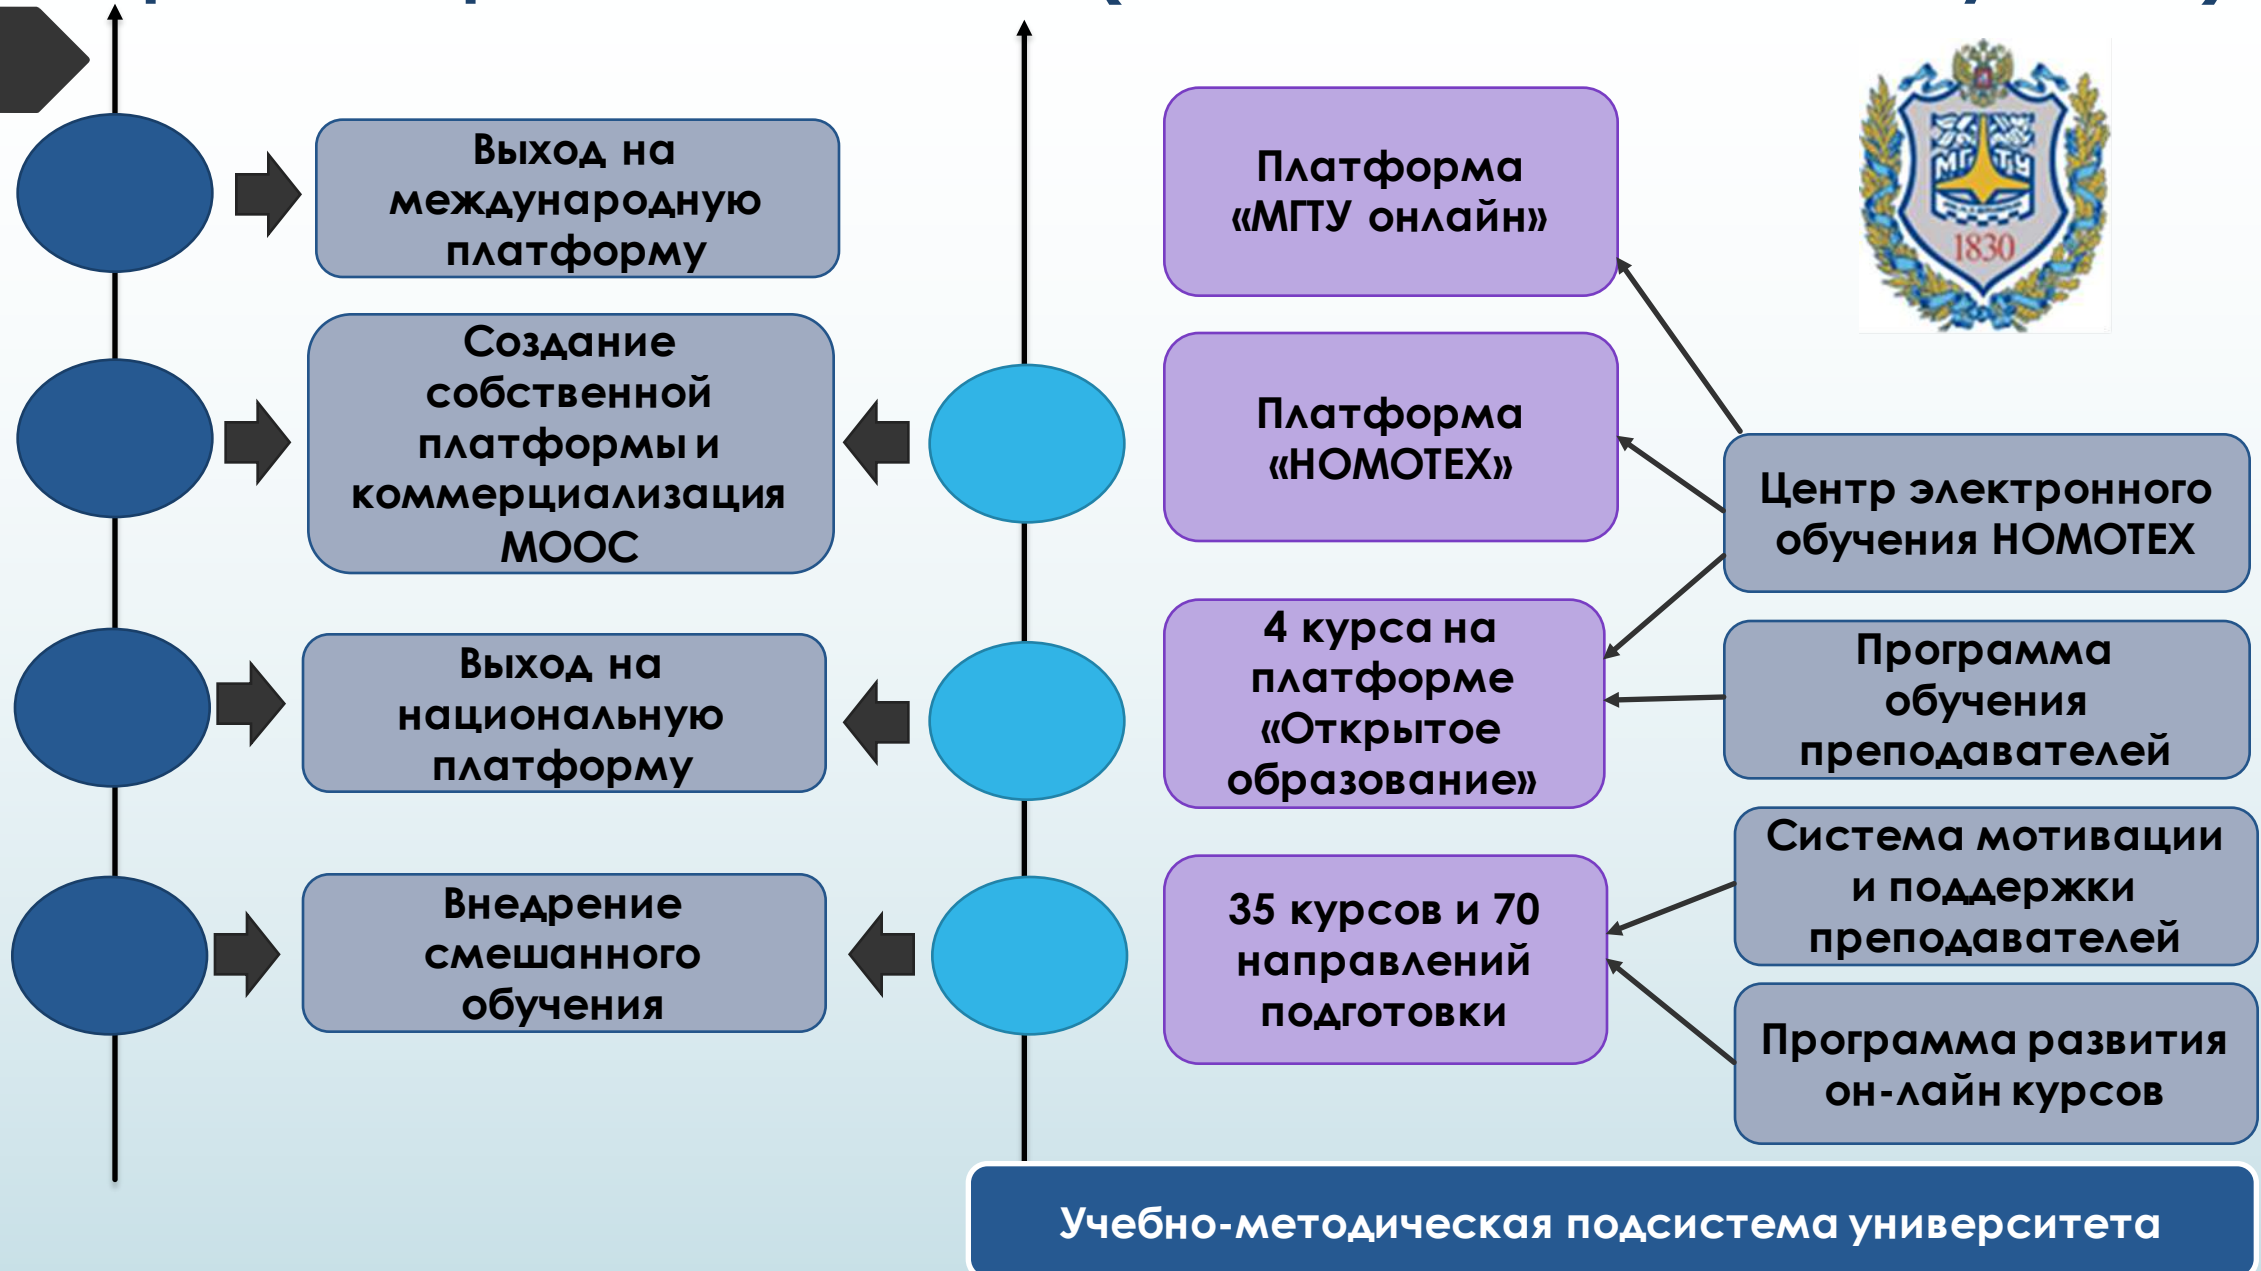 Выход на
международную
платформу
Создание
собственной
платформы и
коммерциализация
МООС
Выход на
национальную
платформу
Внедрение
смешанного
обучения
Платформа
«МГТУ онлайн»
Платформа
«НОМОТЕХ»
4 курса на
платформе
«Открытое
образование»
35 курсов и 70
направлений
подготовки
МГТУ
1830
Центр электронного
обучения НОМОТЕХ
Программа
обучения
преподавателей
Система мотивации
и поддержки
преподавателей
Программа развития
он-лайн курсов
Учебно-методическая подсистема университета